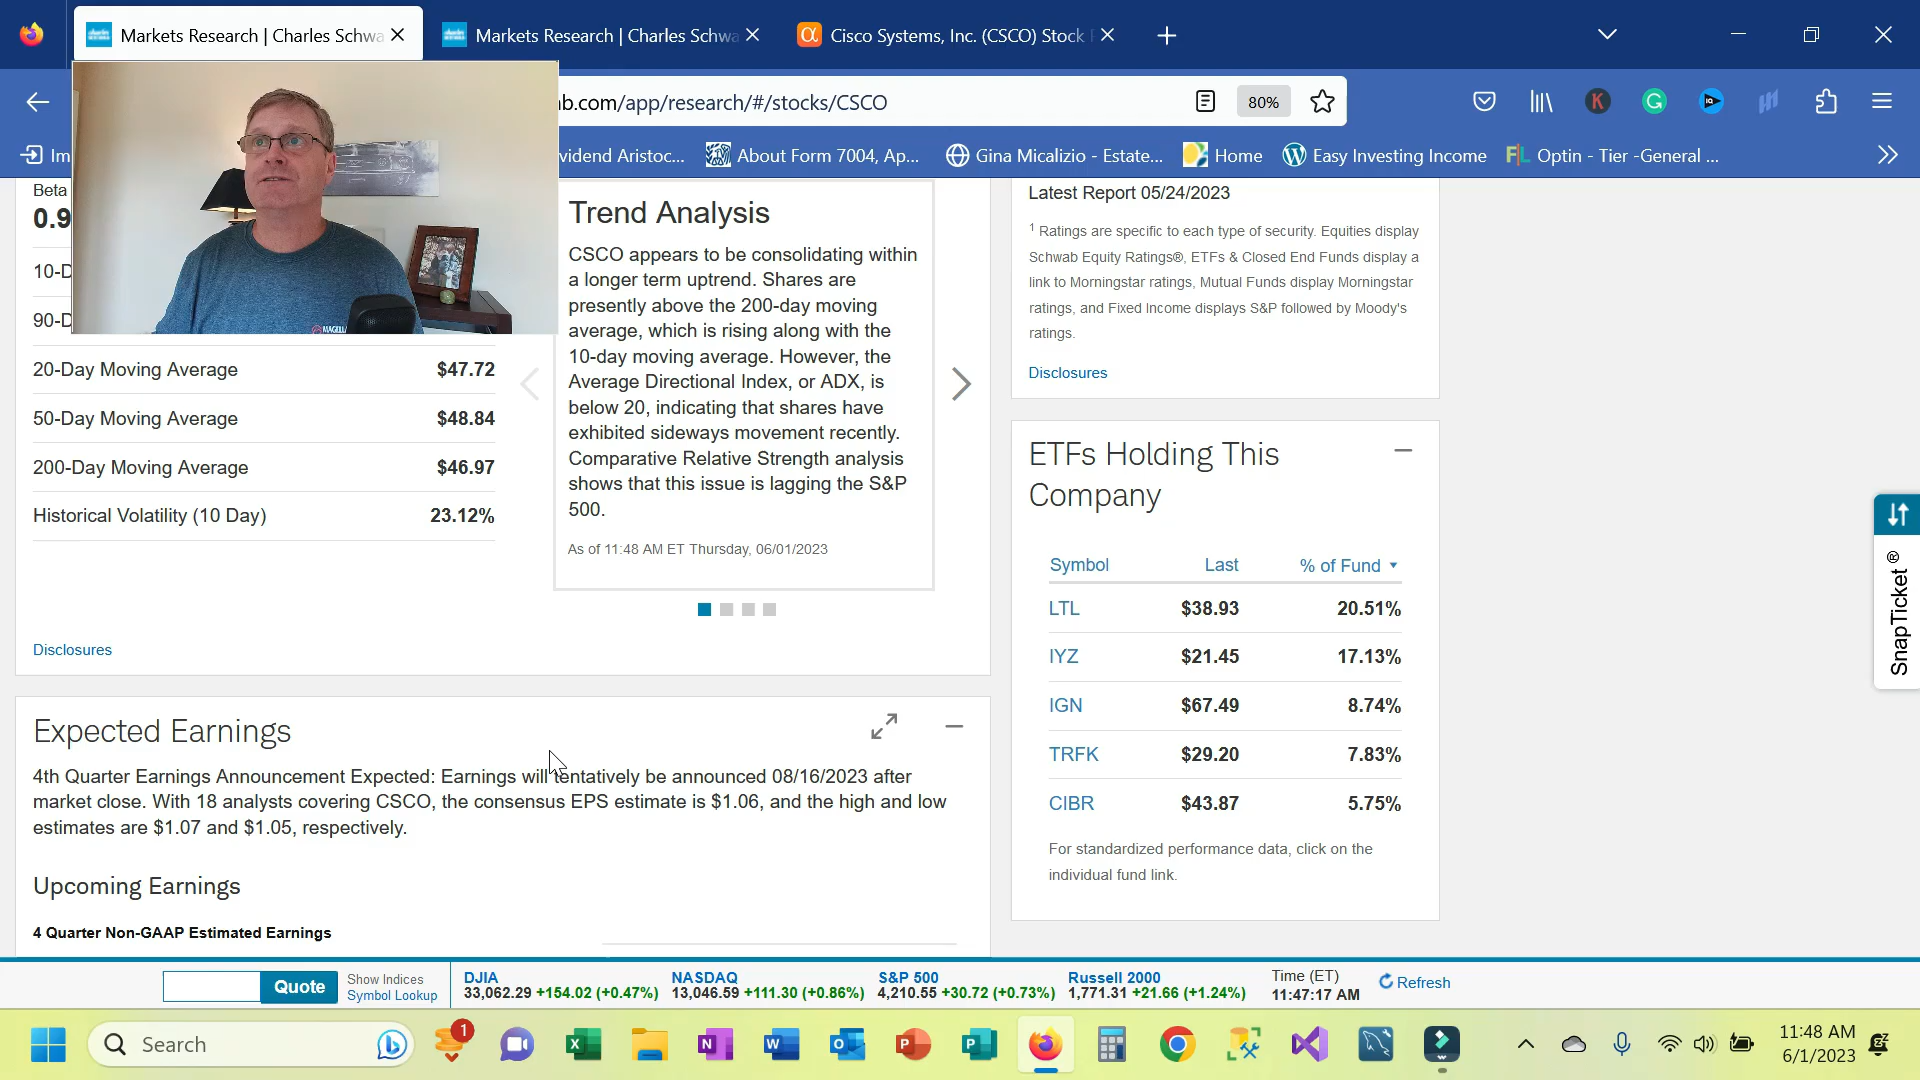 Markets Research | Charles Schwa
Markets Research | Charles Schwa
Cisco Systems, Inc. (CSCO) Stock
b.com/app/research/#/stocks/CSCO
80%
Im
vidend Aristoc...
About Form 7004, Ap...
Gina Micalizio - Estate...
Home
Easy Investing Income
Optin - Tier -General ...
Beta
0.9
10-D
90-D
20-Day Moving Average $47.72
50-Day Moving Average $48.84
200-Day Moving Average $46.97
Historical Volatility (10 Day) 23.12%
Disclosures
Trend Analysis
CSCO appears to be consolidating within
a longer term uptrend. Shares are
presently above the 200-day moving
average, which is rising along with the
10-day moving average. However, the
Average Directional Index, or ADX, is
below 20, indicating that shares have
exhibited sideways movement recently.
Comparative Relative Strength analysis
shows that this issue is lagging the S&P
500.
As of 11:48 AM ET Thursday, 06/01/2023
Latest Report 05/24/2023
1 Ratings are specific to each type of security. Equities display
Schwab Equity Ratings®, ETFs & Closed End Funds display a
link to Morningstar ratings, Mutual Funds display Morningstar
ratings, and Fixed Income displays S&P followed by Moody's
ratings.
Disclosures
ETFs Holding This
Company
Symbol Last % of Fund
LTL $38.93 20.51%
IYZ $21.45 17.13%
IGN $67.49 8.74%
TRFK $29.20 7.83%
CIBR $43.87 5.75%
For standardized performance data, click on the
individual fund link.
SnapTicket ®
Expected Earnings
4th Quarter Earnings Announcement Expected: Earnings will tentatively be announced 08/16/2023 after
market close. With 18 analysts covering CSCO, the consensus EPS estimate is $1.06, and the high and low
estimates are $1.07 and $1.05, respectively.
Upcoming Earnings
4 Quarter Non-GAAP Estimated Earnings
Quote
Show Indices
Symbol Lookup
DJIA
33,062.29 +154.02 (+0.47%)
NASDAQ
13,046.59 +111.30 (+0.86%)
S&P 500
4,210.55 +30.72 (+0.73%)
Russell 2000
1,771.31 +21.66 (+1.24%)
Time (ET)
11:47:17 AM
Refresh
Search
1
11:48 AM
6/1/2023